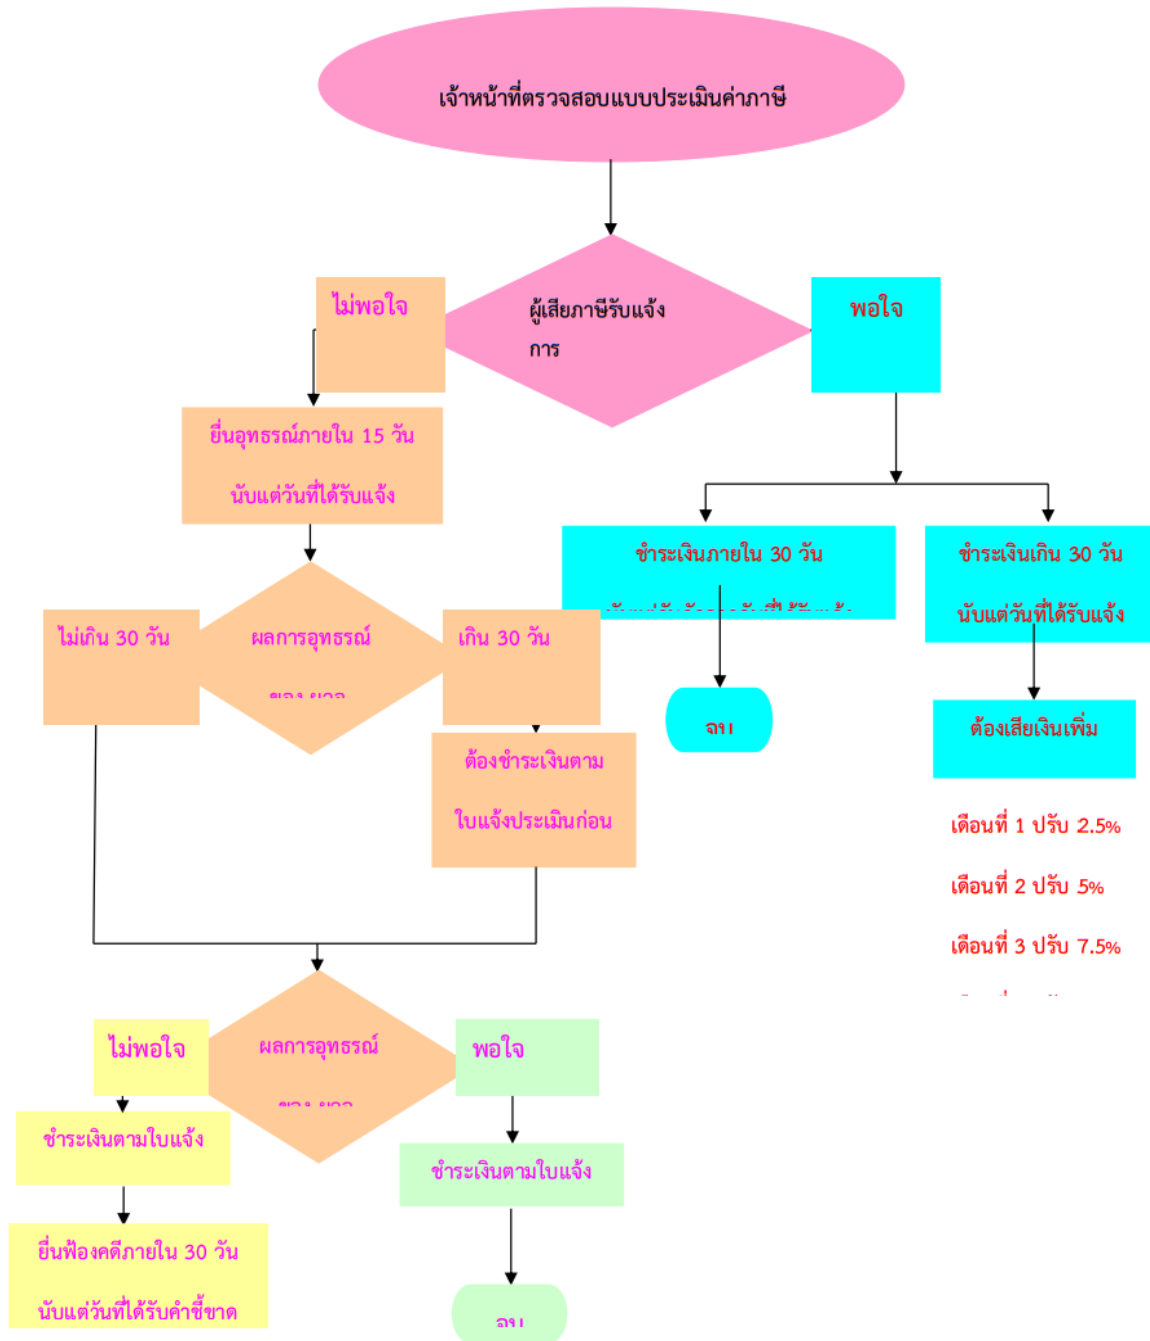 เจ้าหน้าที่ตรวจสอบแบบประเมินค่าภาษี
ผู้เสียภาษีรับแจ้ง
การ
ไม่พอใจ
พอใจ
ยื่นอุทธรณ์ภายใน 15 วัน
นับแต่วันที่ได้รับแจ้ง
ชำระเงินภายใน 30 วัน
ชำระเงินเกิน 30 วัน
นับแต่วันที่ได้รับแจ้ง
ไม่เกิน 30 วัน
ผลการอุทธรณ์
เกิน 30 วัน
ต้องชำระเงินตาม
ใบแจ้งประเมินก่อน
จบ
ต้องเสียเงินเพิ่ม
เดือนที่ 1 ปรับ 2.5%
เดือนที่ 2 ปรับ 5%
เดือนที่ 3 ปรับ 7.5%
ไม่พอใจ
ผลการอุทธรณ์
พอใจ
ชำระเงินตามใบแจ้ง
ชำระเงินตามใบแจ้ง
ยื่นฟ้องคดีภายใน 30 วัน
นับแต่วันที่ได้รับคำชี้ขาด
จบ